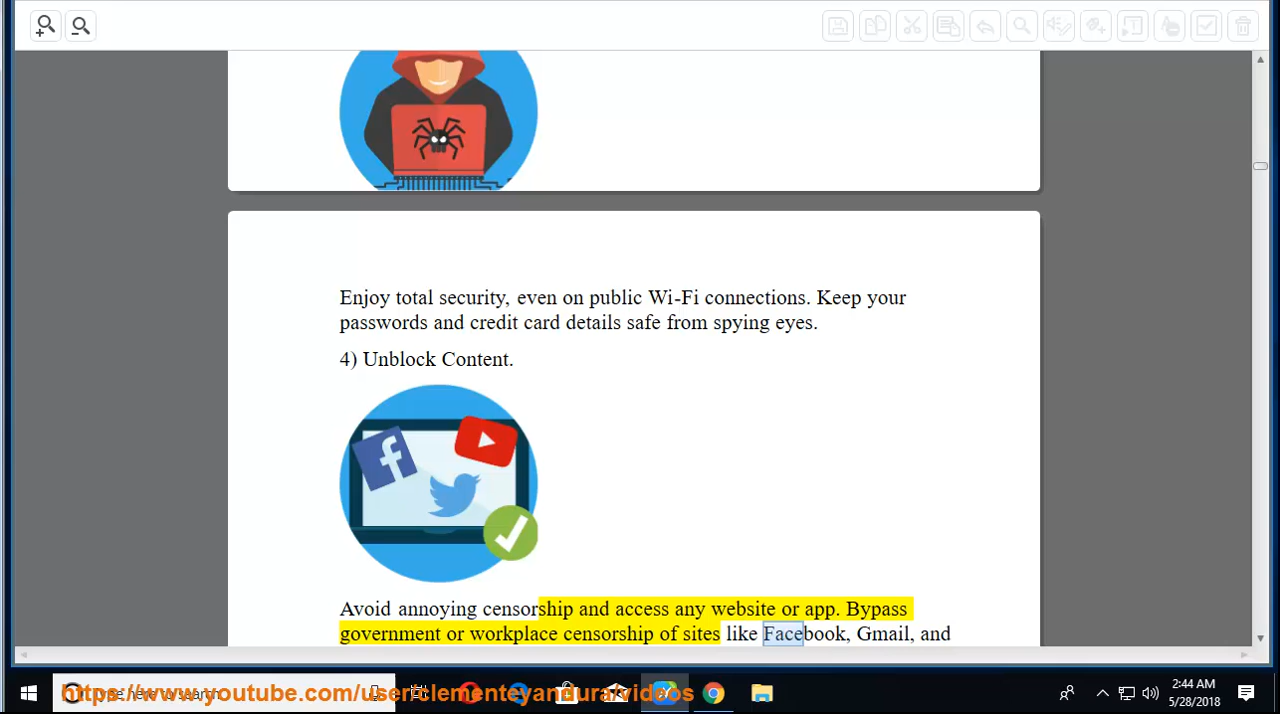 Enjoy total security, even on public Wi-Fi connections. Keep your
passwords and credit card details safe from spying eyes.
4) Unblock Content.
f
Avoid annoying censorship and access any website or app. Bypass
government or workplace censorship of sites like Facebook, Gmail, and
https://www.youtube.com/user/clementeyandura/videos
2:44 AM
5/28/2018